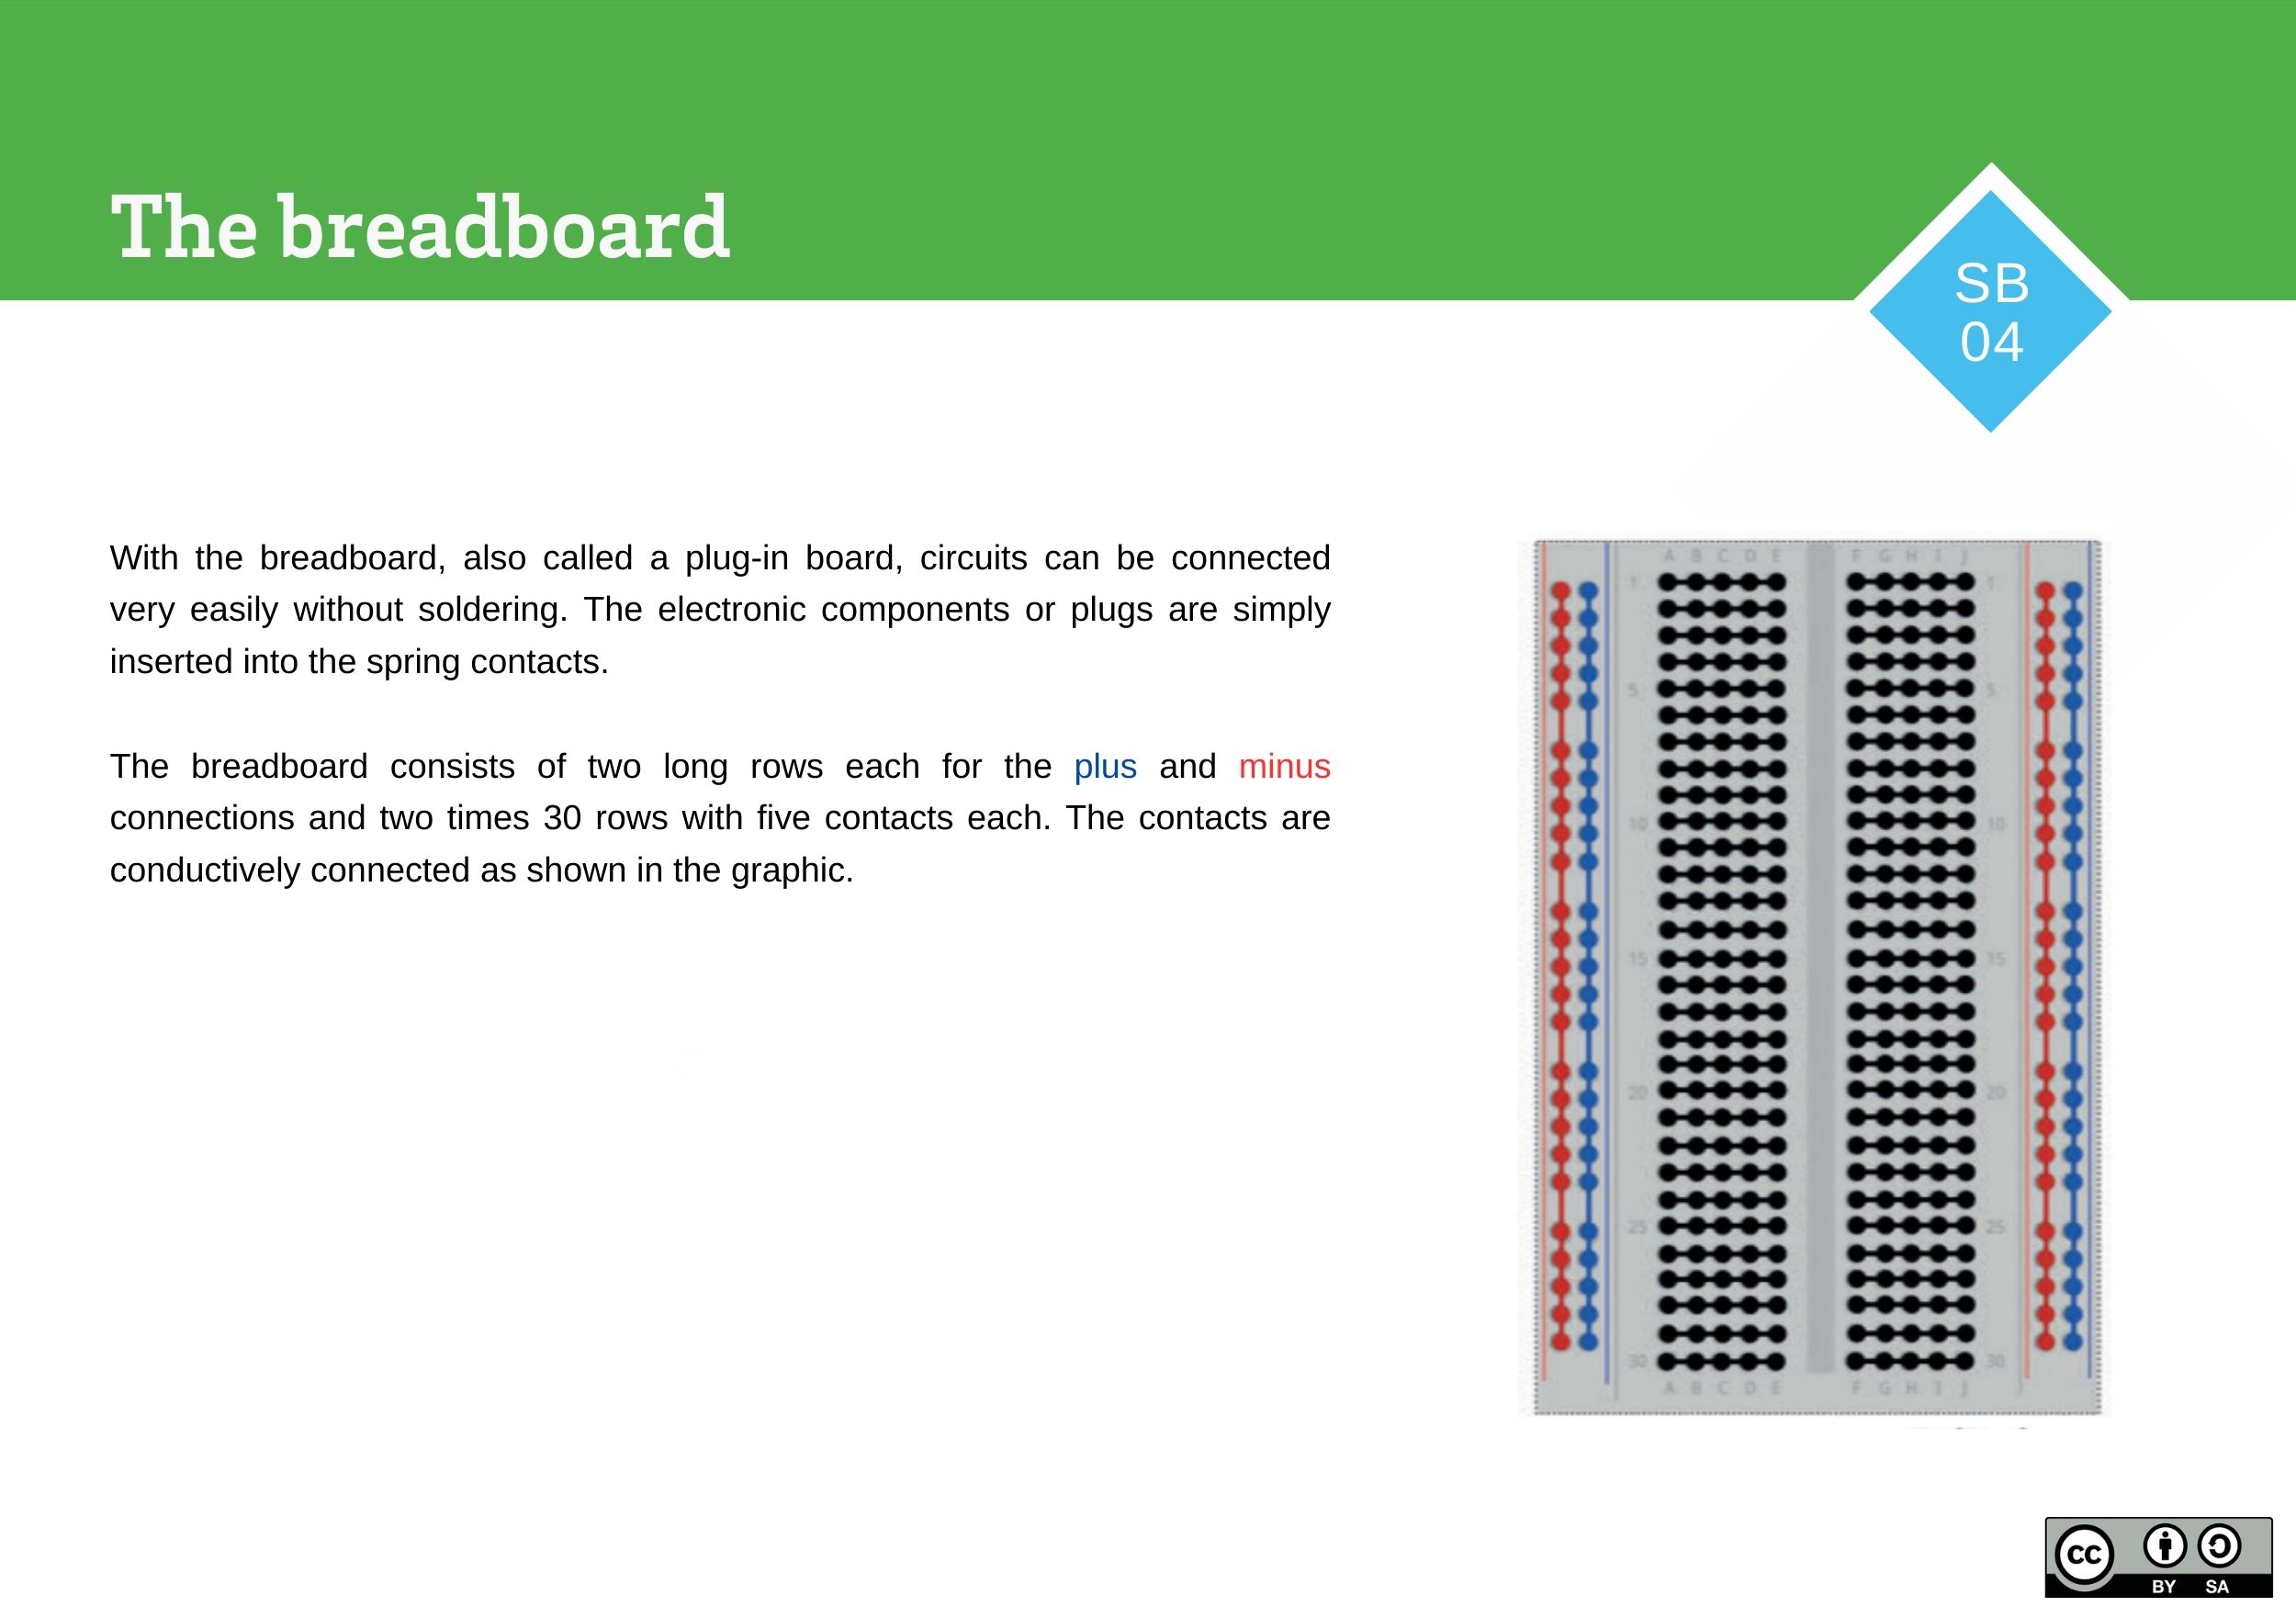 The breadboard
SB
04
With the breadboard, also called a plug-in board, circuits can be connected
very easily without soldering. The electronic components or plugs are simply
inserted into the spring contacts.
The breadboard consists of two long rows each for the plus and minus
connections and two times 30 rows with five contacts each. The contacts are
conductively connected as shown in the graphic.
A B C D E F G H I J
1 1
5 5
10 10
15 15
20 20
25 25
30 30
A B C D E F G H I J
cc
BY SA